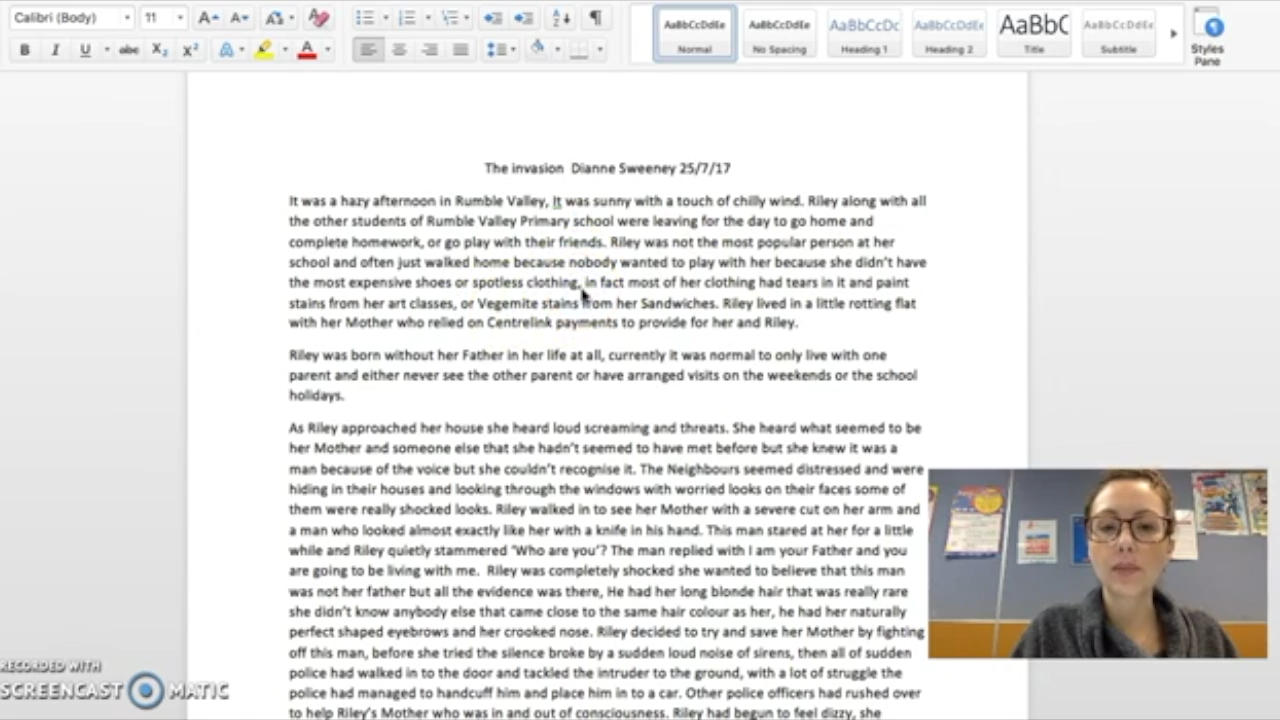 Calibri (Body) 11
AaBbCcDdEe AaBbCcDdEe AaBbCcDc AaBbCcDdEe AaBbC AaBbCcDdEe
Normal No Spacing Heading 1 Heading 2 Title Subtitle
Styles
Pane
B I U abc X₂ X² A A
The invasion Dianne Sweeney 25/7/17
It was a hazy afternoon in Rumble Valley, It was sunny with a touch of chilly wind. Riley along with all
the other students of Rumble Valley Primary school were leaving for the day to go home and
complete homework, or go play with their friends. Riley was not the most popular person at her
school and often just walked home because nobody wanted to play with her because she didn't have
the most expensive shoes or spotless clothing, in fact most of her clothing had tears in it and paint
stains from her art classes, or Vegemite stains from her Sandwiches. Riley lived in a little rotting flat
with her Mother who relied on Centrelink payments to provide for her and Riley.
Riley was born without her Father in her life at all, currently it was normal to only live with one
parent and either never see the other parent or have arranged visits on the weekends or the school
holidays.
As Riley approached her house she heard loud screaming and threats. She heard what seemed to be
her Mother and someone else that she hadn't seemed to have met before but she knew it was a
man because of the voice but she couldn't recognise it. The Neighbours seemed distressed and were
hiding in their houses and looking through the windows with worried looks on their faces some of
them were really shocked looks. Riley walked in to see her Mother with a severe cut on her arm and
a man who looked almost exactly like her with a knife in his hand. This man stared at her for a little
while and Riley quietly stammered 'Who are you'? The man replied with I am your Father and you
are going to be living with me. Riley was completely shocked she wanted to believe that this man
was not her father but all the evidence was there, He had her long blonde hair that was really rare
she didn't know anybody else that came close to the same hair colour as her, he had her naturally
perfect shaped eyebrows and her crooked nose. Riley decided to try and save her Mother by fighting
off this man, before she tried the silence broke by a sudden loud noise of sirens, then all of sudden
police had walked in to the door and tackled the intruder to the ground, with a lot of struggle the
police had managed to handcuff him and place him in to a car. Other police officers had rushed over
to help Riley's Mother who was in and out of consciousness. Riley had begun to feel dizzy, she
RECORDED WITH
SCREENCAST MATIC